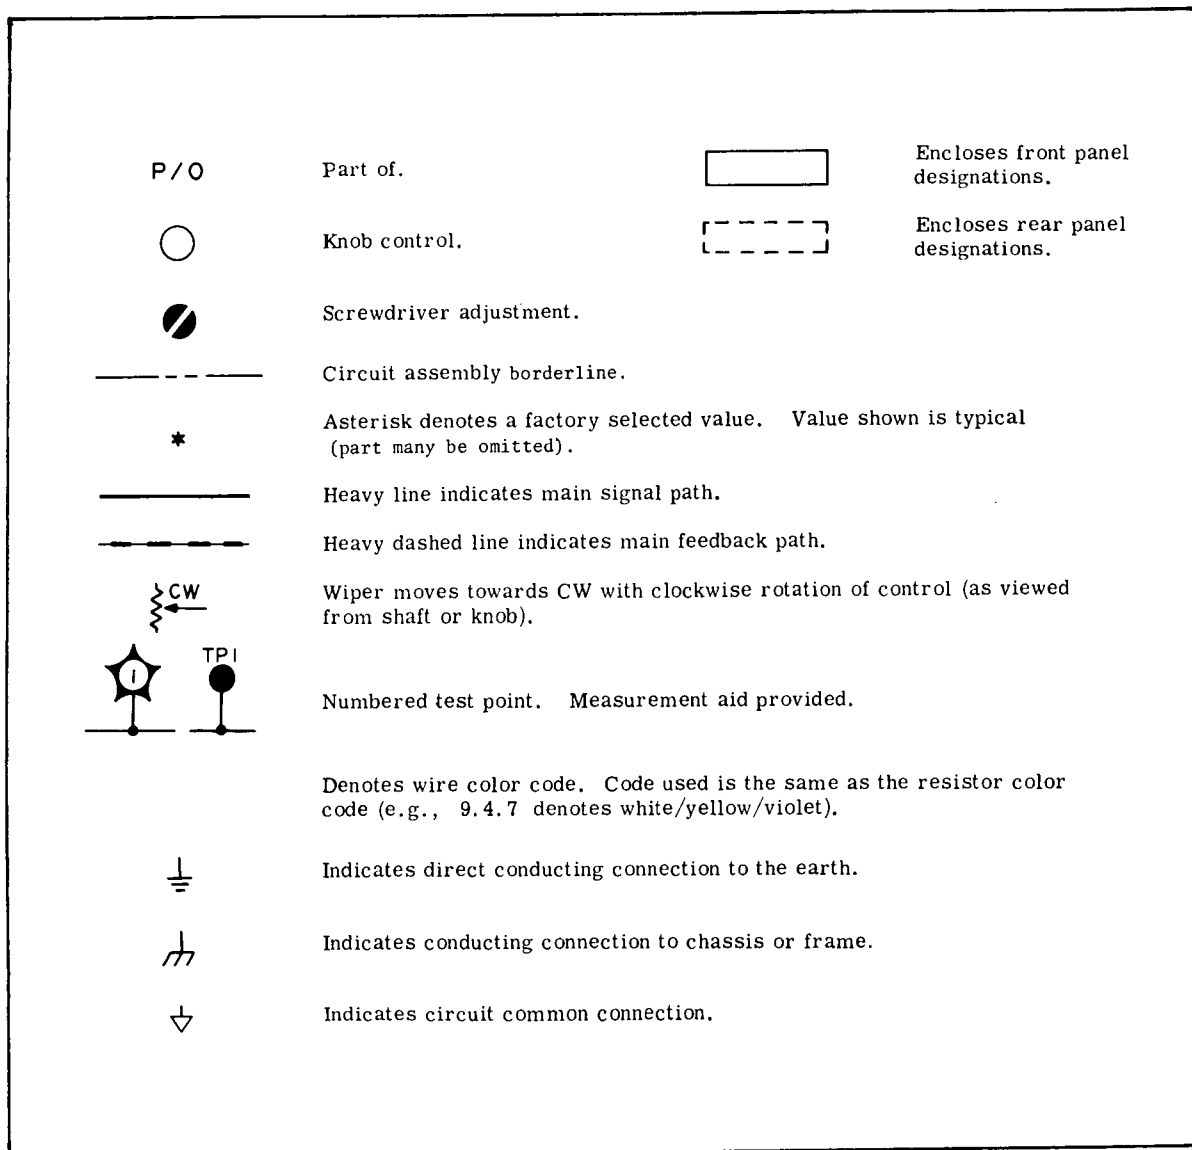 P/O Part of.
Encloses front panel
designations.
Knob control.
Encloses rear panel
designations.
Screwdriver adjustment.
Circuit assembly borderline.
* Asterisk denotes a factory selected value. Value shown is typical
(part many be omitted).
Heavy line indicates main signal path.
Heavy dashed line indicates main feedback path.
CW Wiper moves towards CW with clockwise rotation of control (as viewed
from shaft or knob).
TP1
1 Numbered test point. Measurement aid provided.
Denotes wire color code. Code used is the same as the resistor color
code (e.g., 9.4.7 denotes white/yellow/violet).
Indicates direct conducting connection to the earth.
Indicates conducting connection to chassis or frame.
Indicates circuit common connection.